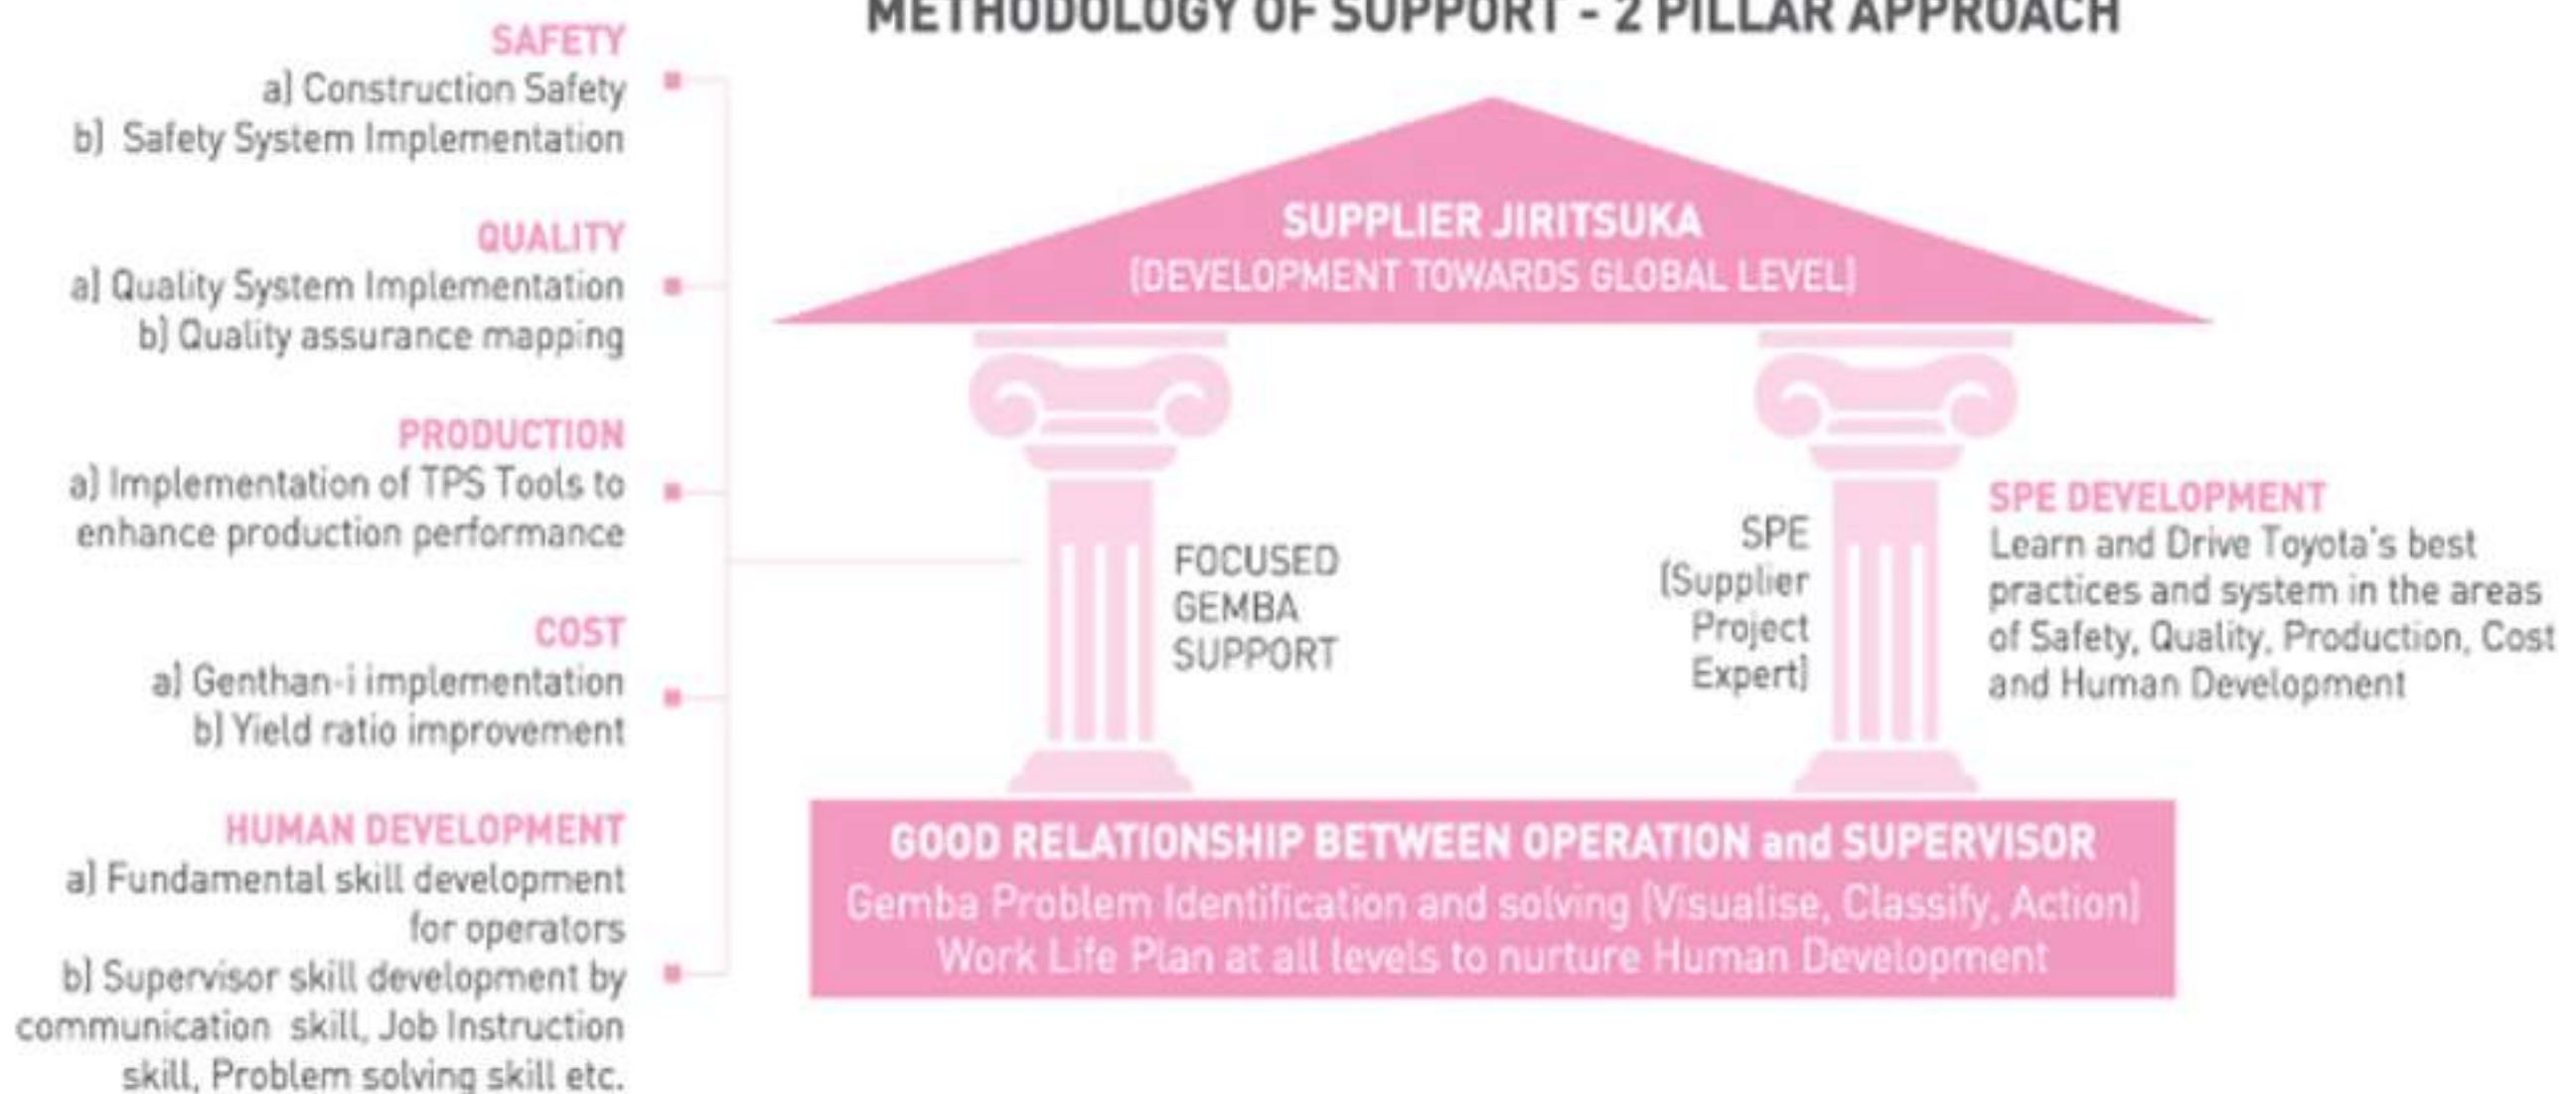 METHODOLOGY OF SUPPORT - 2 PILLAR APPROACH
SAFETY
a) Construction Safety
b) Safety System Implementation
QUALITY
a) Quality System Implementation
b) Quality assurance mapping
PRODUCTION
a) Implementation of TPS Tools to
enhance production performance
COST
a) Genthan-i implementation
b) Yield ratio improvement
HUMAN DEVELOPMENT
a) Fundamental skill development
for operators
b) Supervisor skill development by
communication skill, Job Instruction
skill, Problem solving skill etc.
SUPPLIER JIRITSUKA
(DEVELOPMENT TOWARDS GLOBAL LEVEL)
FOCUSED
GEMBA
SUPPORT
SPE
(Supplier
Project
Expert)
SPE DEVELOPMENT
Learn and Drive Toyota's best
practices and system in the areas
of Safety, Quality, Production, Cost
and Human Development
GOOD RELATIONSHIP BETWEEN OPERATION and SUPERVISOR
Gemba Problem Identification and solving (Visualise, Classify, Action)
Work Life Plan at all levels to nurture Human Development